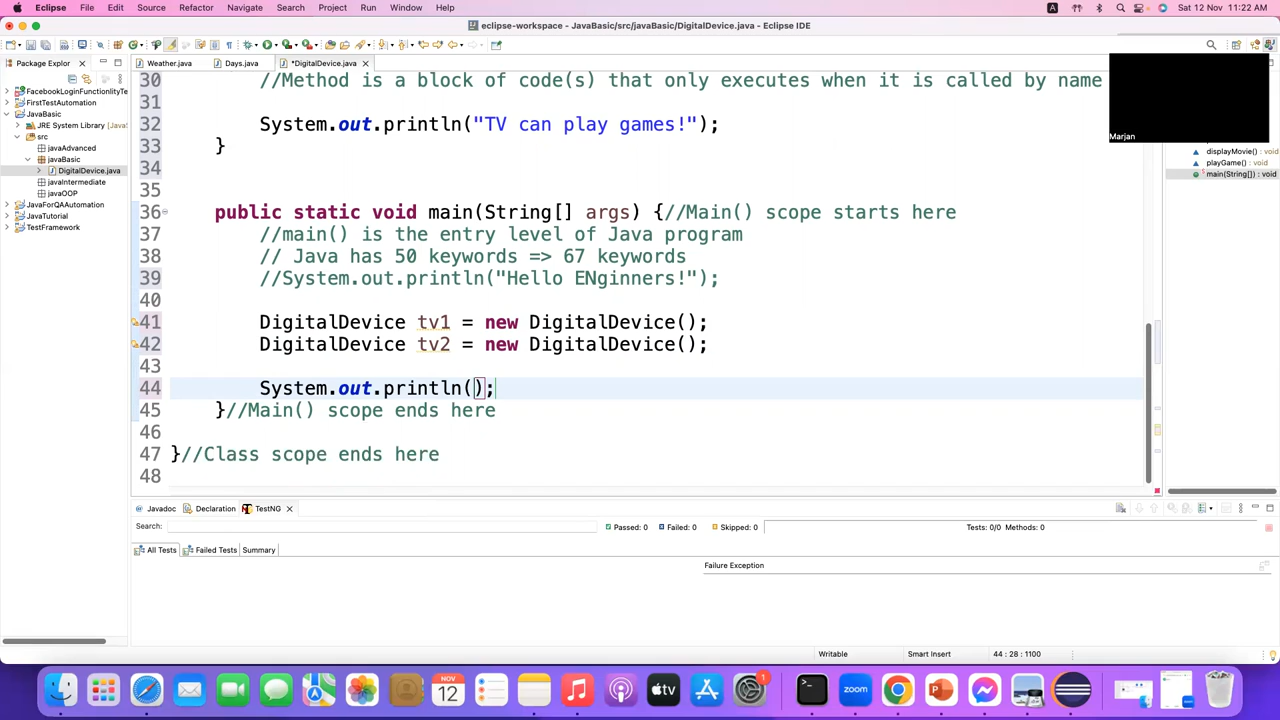 Eclipse File Edit Source Refactor Navigate Search Project Run Window Help A Sat 12 Nov 11:22 AM
eclipse-workspace - JavaBasic/src/javaBasic/DigitalDevice.java - Eclipse IDE
Package Explor Weather.java Days.java *DigitalDevice.java
FacebookLoginFunctionlityTe
FirstTestAutomation
JavaBasic
JRE System Library [Java
src
javaAdvanced
javaBasic
DigitalDevice.java
javaIntermediate
javaOOP
JavaForQAAutomation
JavaTutorial
TestFramework
30 //Method is a block of code(s) that only executes when it is called by name
31
32 System.out.println("TV can play games!");
33 }
34
35
36 public static void main(String[] args) {//Main() scope starts here
37 //main() is the entry level of Java program
38 // Java has 50 keywords => 67 keywords
39 //System.out.println("Hello ENginners!");
40
41 DigitalDevice tv1 = new DigitalDevice();
42 DigitalDevice tv2 = new DigitalDevice();
43
44 System.out.println();
45 }//Main() scope ends here
46
47 }//Class scope ends here
48
Marjan
displayMovie() : void
playGame() : void
main(String[]) : void
Javadoc Declaration TestNG
Search: Passed: 0 Failed: 0 Skipped: 0 Tests: 0/0 Methods: 0
All Tests Failed Tests Summary
Failure Exception
Writable Smart Insert 44 : 28 : 1100
NOV
12
tv
zoom
1